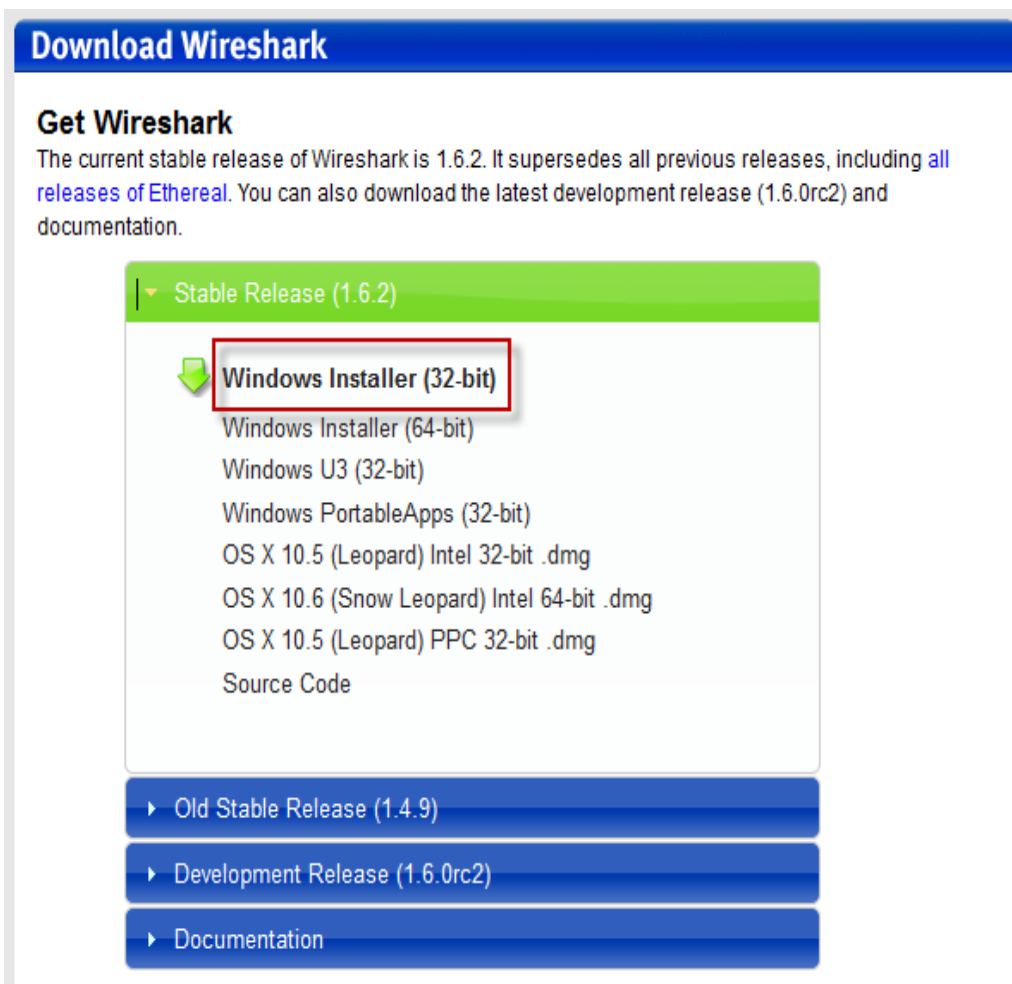 Download Wireshark
Get Wireshark
The current stable release of Wireshark is 1.6.2. It supersedes all previous releases, including all
releases of Ethereal. You can also download the latest development release (1.6.0rc2) and
documentation.
Stable Release (1.6.2)
Windows Installer (32-bit)
Windows Installer (64-bit)
Windows U3 (32-bit)
Windows PortableApps (32-bit)
OS X 10.5 (Leopard) Intel 32-bit .dmg
OS X 10.6 (Snow Leopard) Intel 64-bit .dmg
OS X 10.5 (Leopard) PPC 32-bit .dmg
Source Code
Old Stable Release (1.4.9)
Development Release (1.6.0rc2)
Documentation